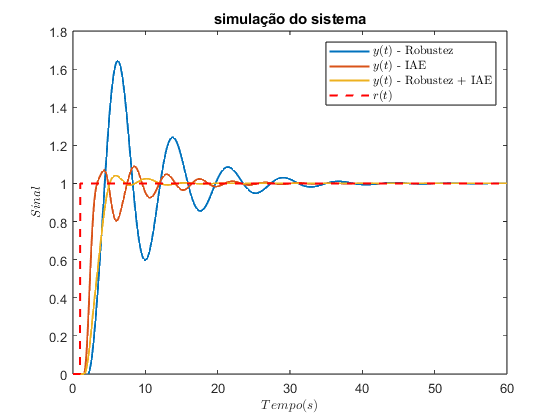 simulação do sistema
y(t) - Robustez
y(t) - IAE
y(t) - Robustez + IAE
r(t)
Sinal
1.8
1.6
1.4
1.2
1
0.8
0.6
0.4
0.2
0
0 10 20 30 40 50 60
Tempo(s)